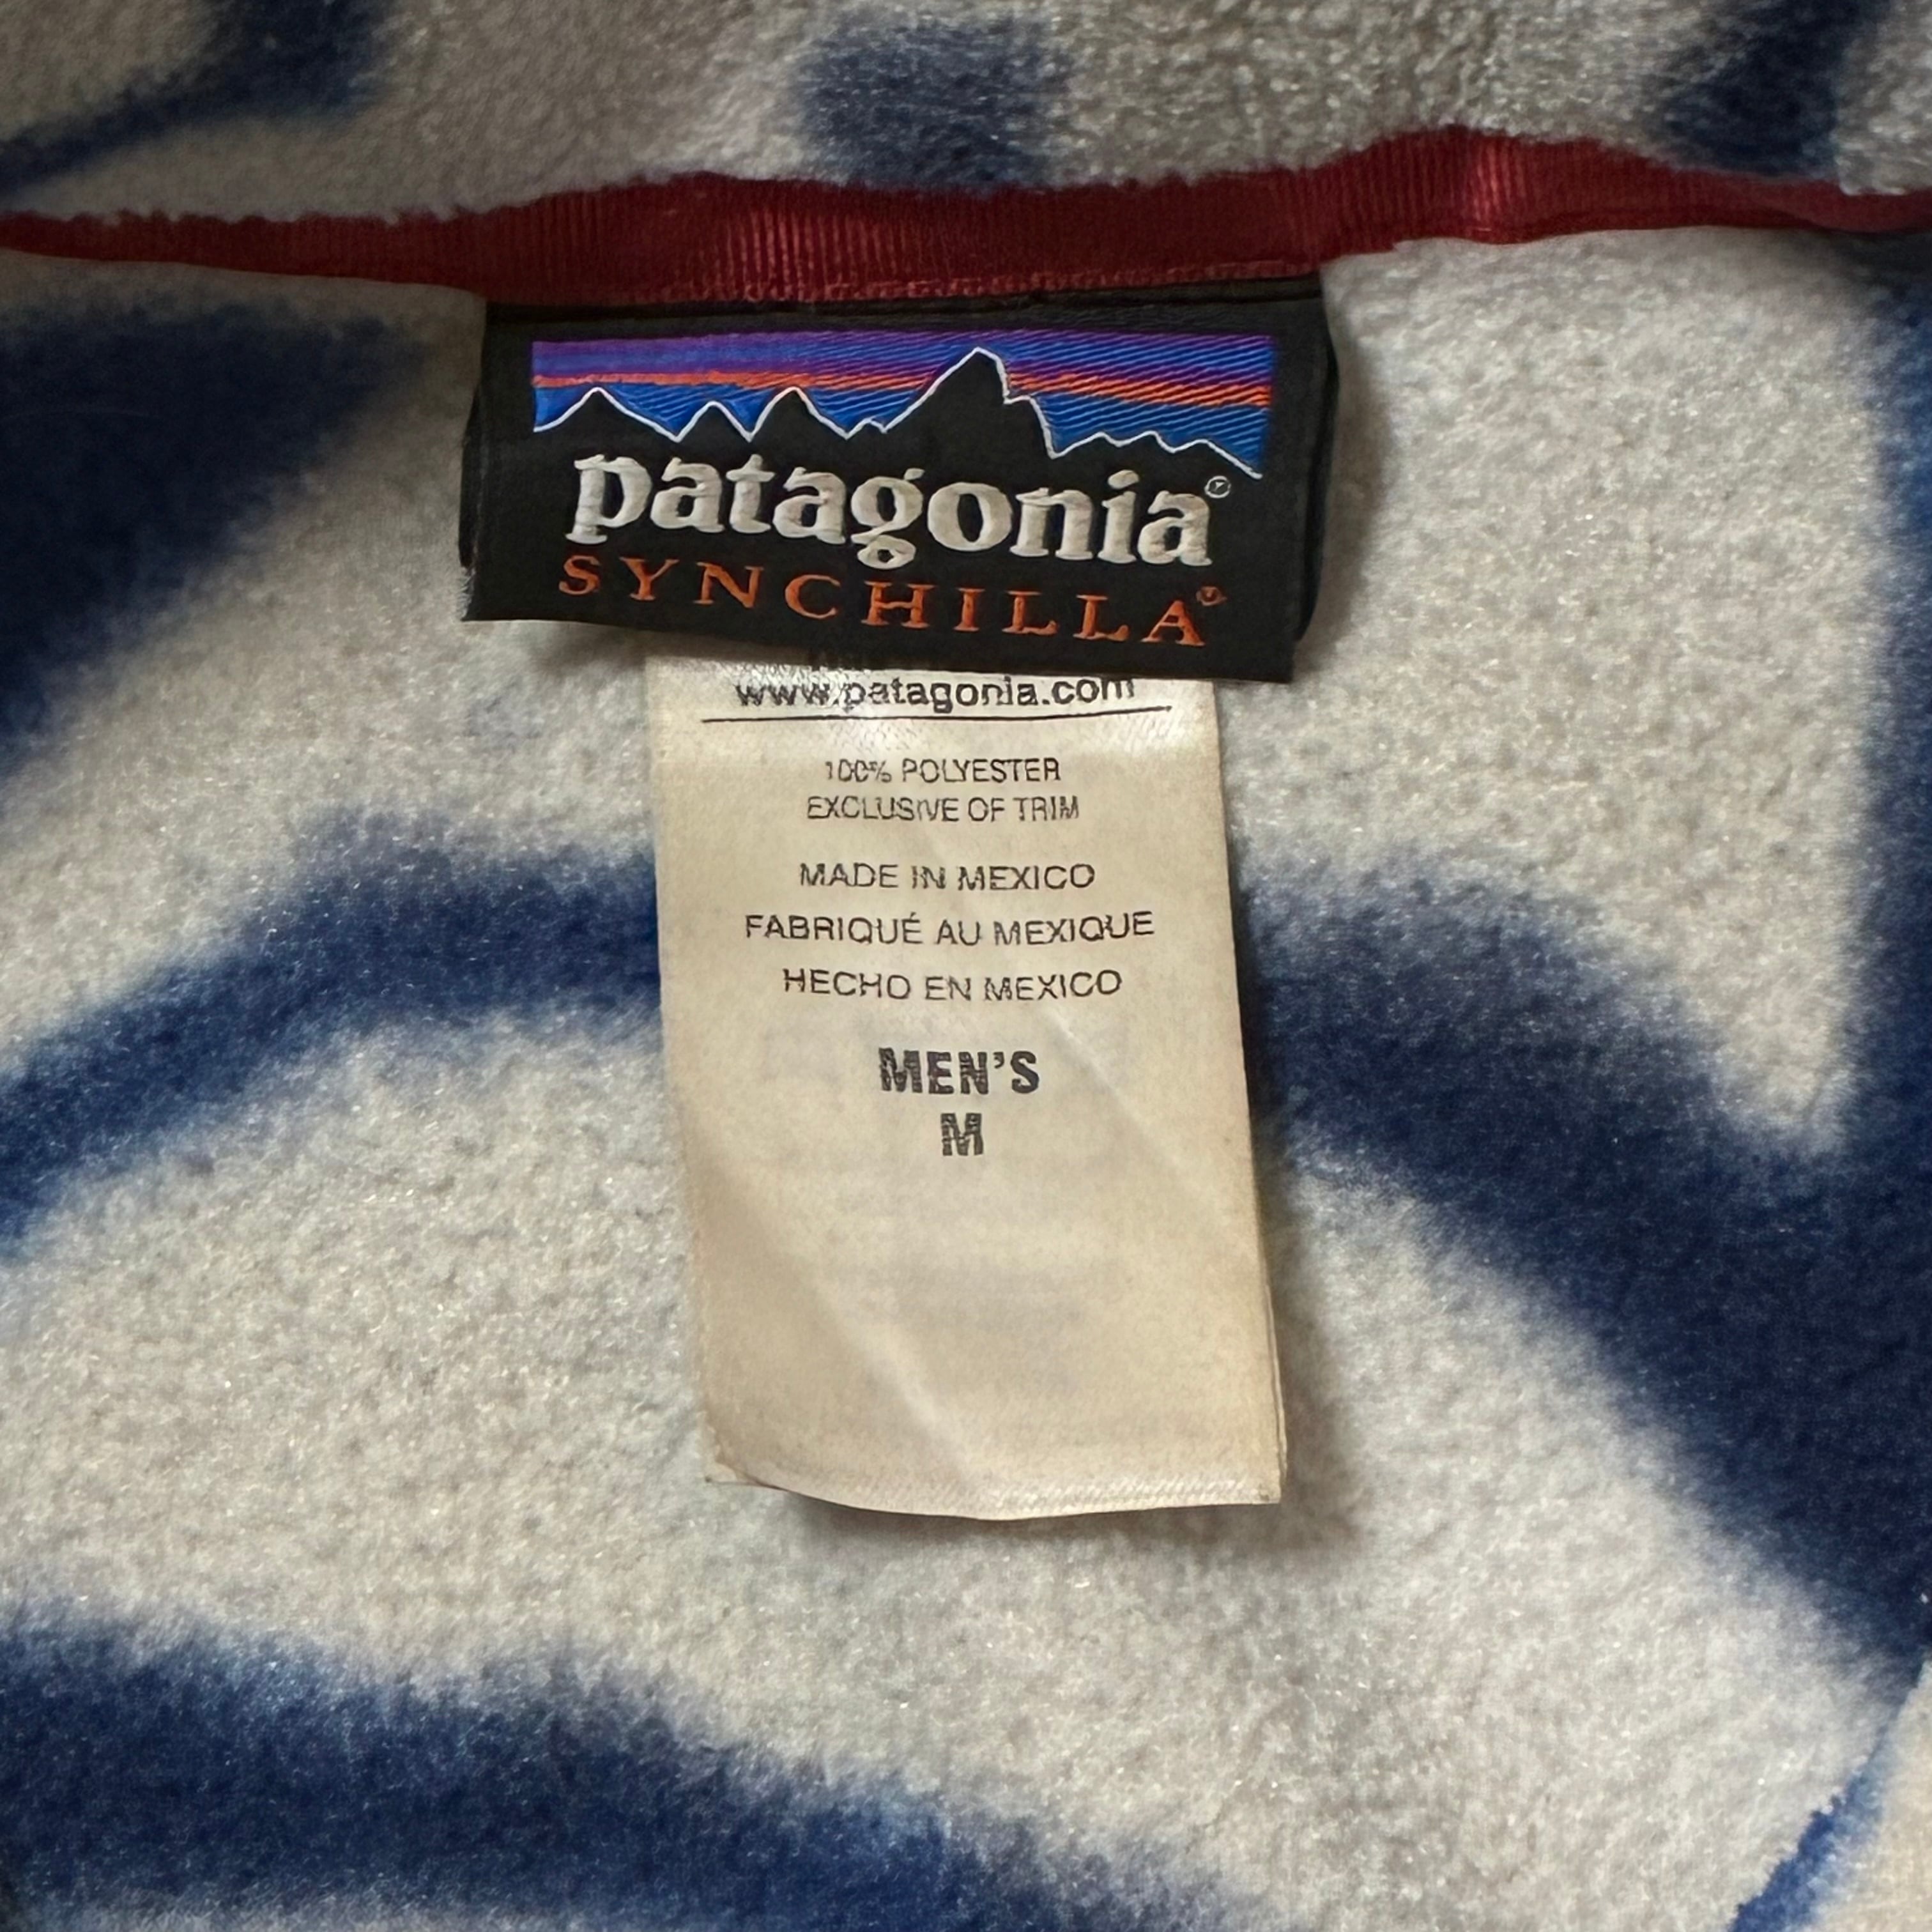 patagonia®
SYNCHILLA®
www.patagonia.com
100% POLYESTER
EXCLUSIVE OF TRIM
MADE IN MEXICO
FABRIQUÉ AU MEXIQUE
HECHO EN MEXICO
MEN'S
M